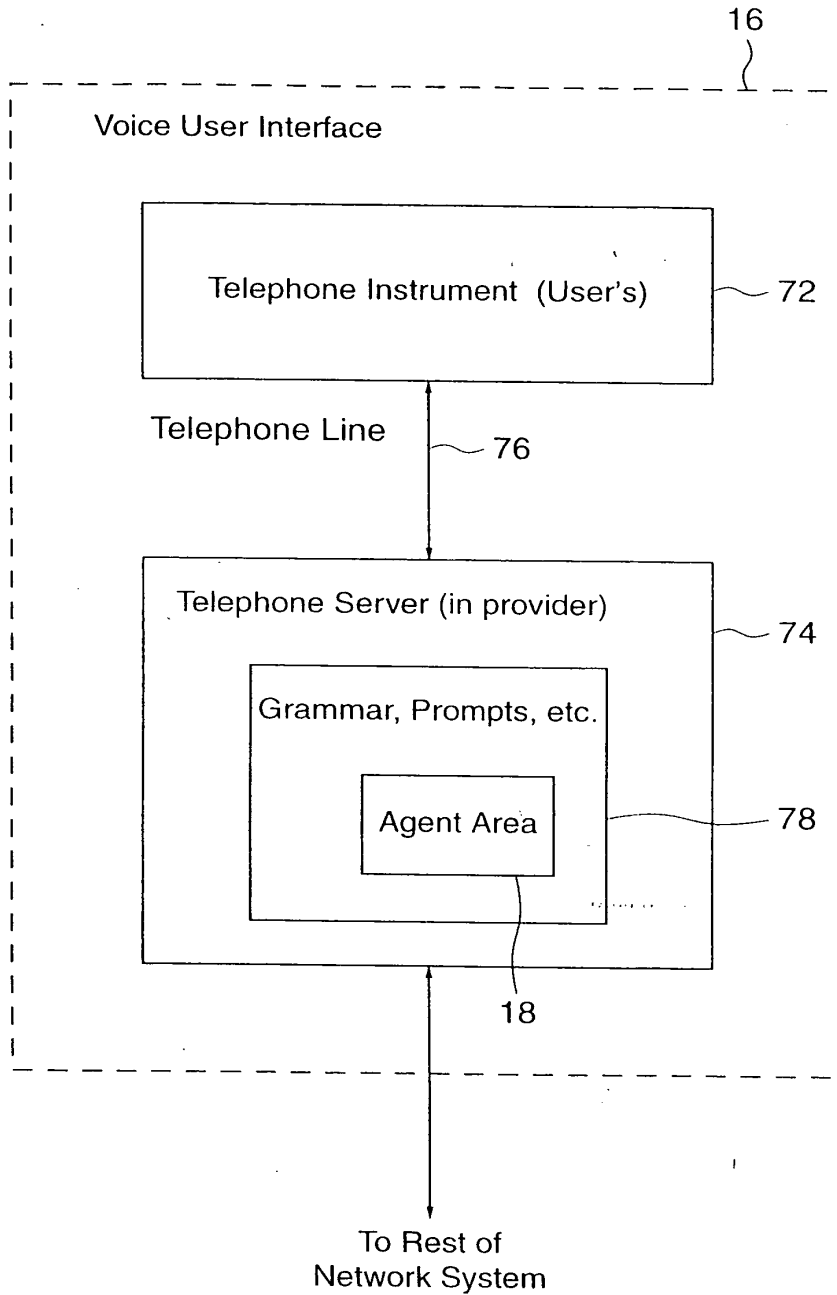 16
Voice User Interface
Telephone Instrument (User's)
72
Telephone Line
76
Telephone Server (in provider)
74
Grammar, Prompts, etc.
Agent Area
78
18
To Rest of
Network System